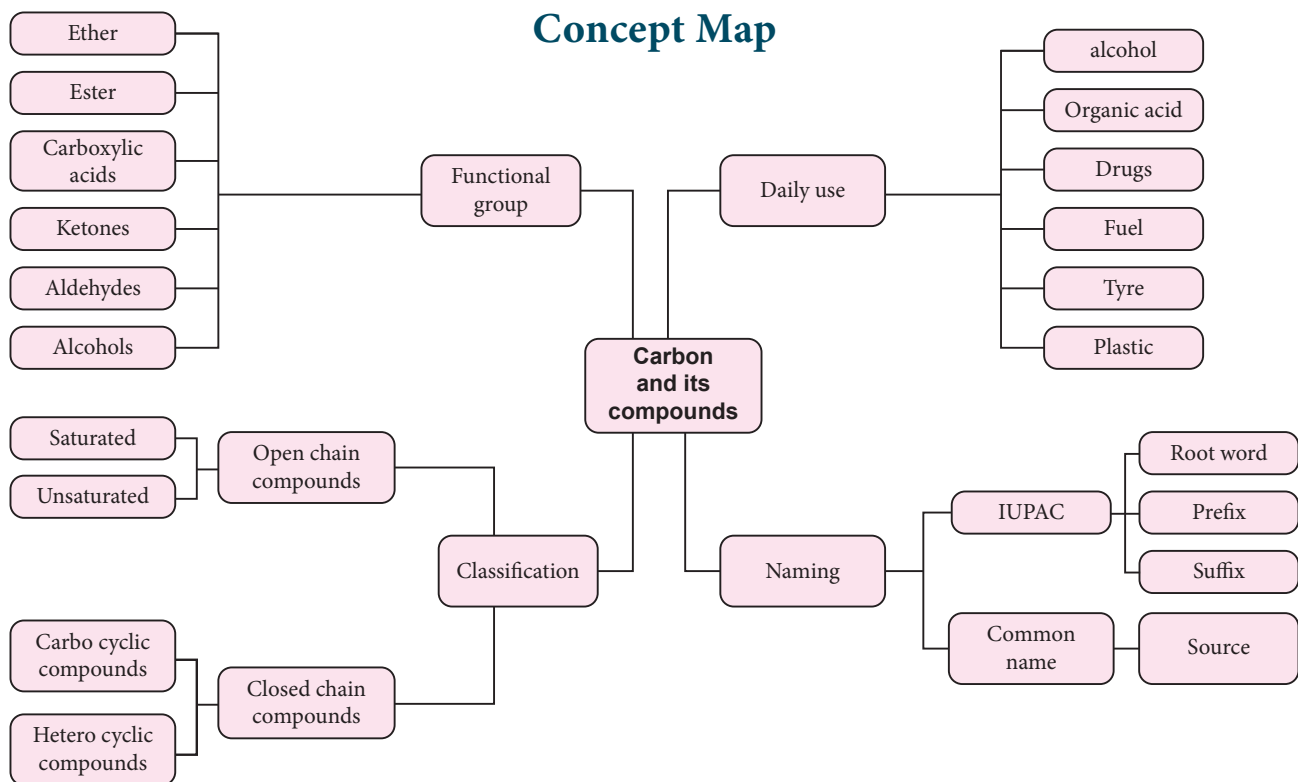 Concept Map
Ether
Ester
Carboxylic
acids
Ketones
Aldehydes
Alcohols
Functional
group
Daily use
alcohol
Organic acid
Drugs
Fuel
Tyre
Plastic
Carbon
and its
compounds
Saturated
Unsaturated
Open chain
compounds
Classification
Carbo cyclic
compounds
Hetero cyclic
compounds
Closed chain
compounds
Naming
IUPAC
Root word
Prefix
Suffix
Common
name
Source